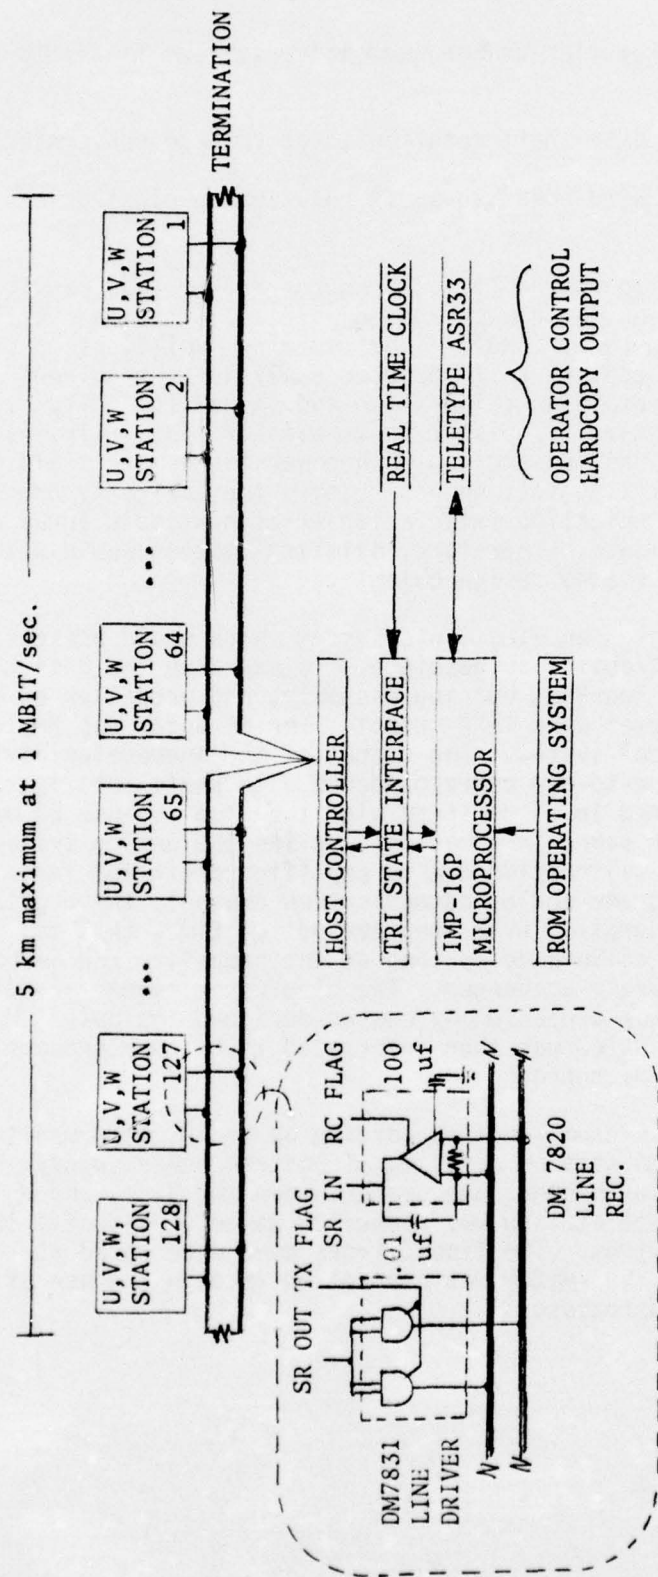 5 km maximum at 1 MBIT/sec.
U,V,W,
STATION
128
U,V,W
STATION
127
...
U,V,W
STATION
65
U,V,W
STATION
64
...
U,V,W
STATION
2
U,V,W
STATION
1
TERMINATION
HOST CONTROLLER
TRI STATE INTERFACE
IMP-16P
MICROPROCESSOR
ROM OPERATING SYSTEM
REAL TIME CLOCK
TELETYPE ASR33
OPERATOR CONTROL
HARDCOPY OUTPUT
SR OUT
TX FLAG
SR IN
RC FLAG
.01
uf
100
uf
DM7831
LINE
DRIVER
DM 7820
LINE
REC.